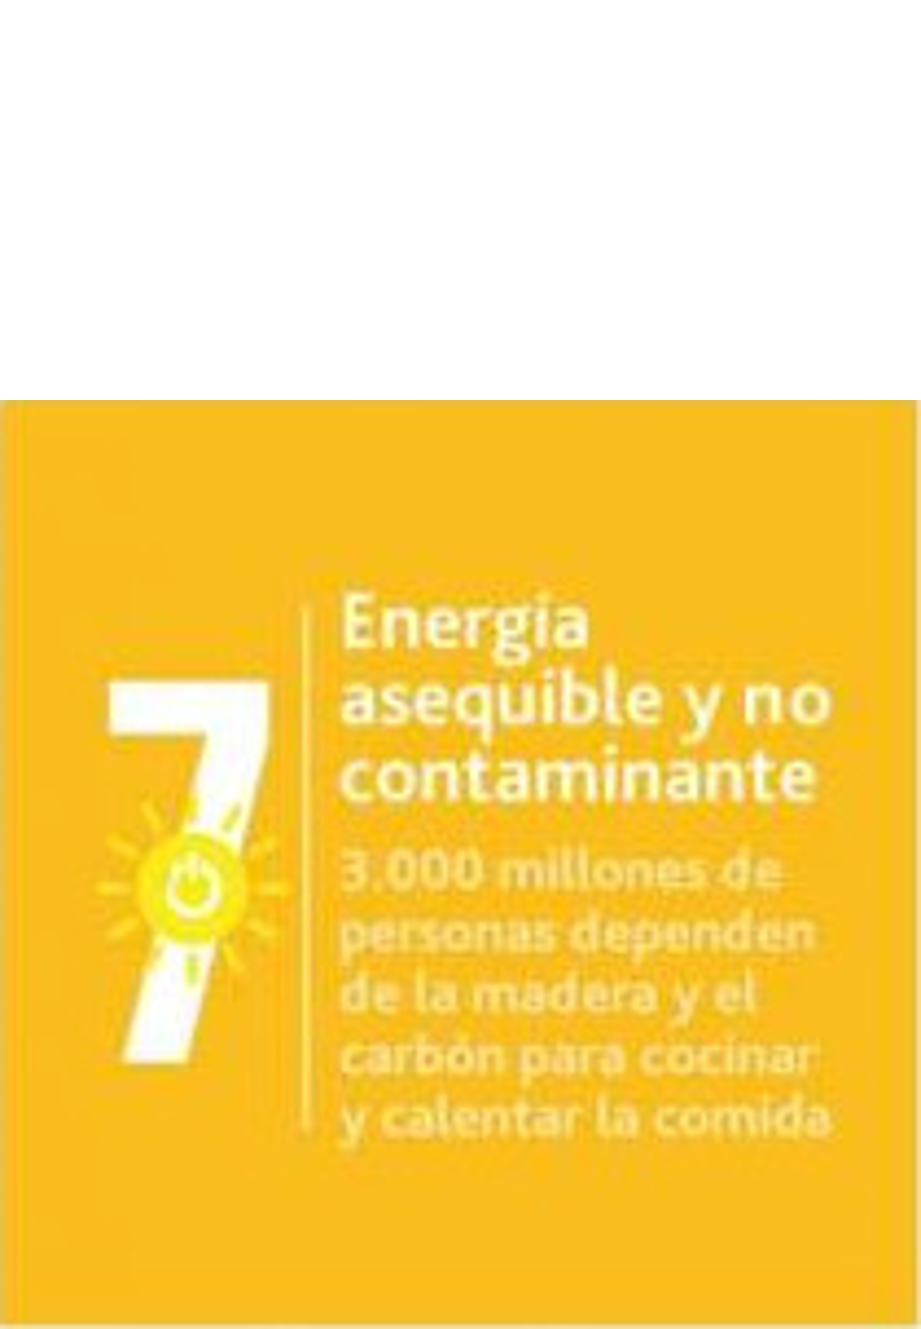 7
Energía
asequible y no
contaminante
3.000 millones de
personas dependen
de la madera y el
carbón para cocinar
y calentar la comida